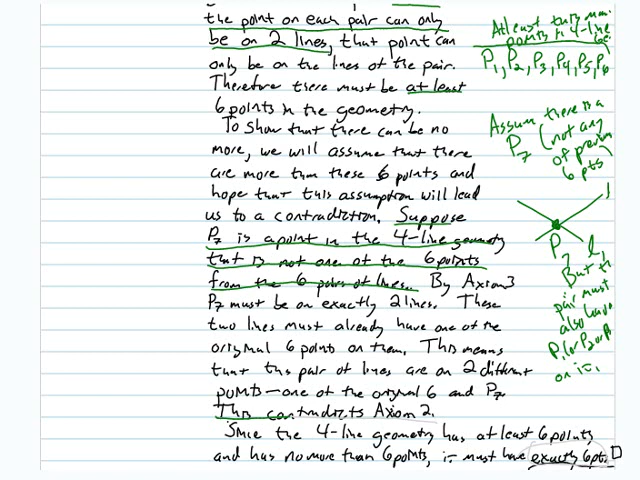 the point on each pair can only
be on 2 lines, that point can
only be on the lines of the pair.
Therefore there must be at least
6 points in the geometry.
To show that there can be no
more, we will assume that there
are more than these 6 points and
hope that this assumption will lead
us to a contradiction. Suppose
P7 is a point in the 4-line geometry
that is not one of the 6 points
from the 6 pairs of lines. By Axiom 3
P7 must be on exactly 2 lines. These
two lines must already have one of the
original 6 points on them. This means
that this pair of lines are on 2 different
points—one of the original 6 and P7.
This contradicts Axiom 2.
Since the 4-line geometry has at least 6 points
and has no more than 6 points, it must have exactly 6 pts. □
At least this many
points in 4-line
P1, P2, P3, P4, P5, P6
Assume there is a
P7 (not any
of previous
6 pts)
P7
l1
But th
pair must
also have
P1 or P2 or P
on it.